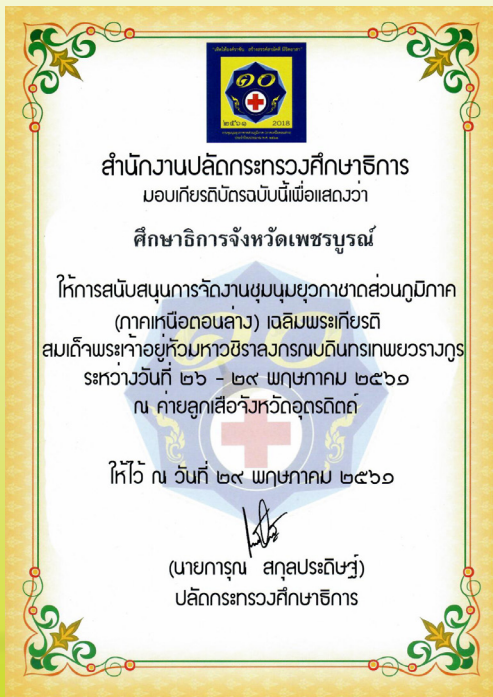 ๑๐
๒๕๖๑ 2018
สำนักงานปลัดกระทรวงศึกษาธิการ
มอบเกียรติบัตรฉบับนี้เพื่อแสดงว่า
ศึกษาธิการจังหวัดเพชรบูรณ์
ให้การสนับสนุนการจัดงานชุมนุมยุวกาชาดส่วนภูมิภาค
(ภาคเหนือตอนล่าง) เฉลิมพระเกียรติ
สมเด็จพระเจ้าอยู่หัวมหาวชิราลงกรณบดินทรเทพยวรางกูร
ระหว่างวันที่ ๒๖ - ๒๙ พฤษภาคม ๒๕๖๑
ณ ค่ายลูกเสือจังหวัดอุตรดิตถ์
ให้ไว้ ณ วันที่ ๒๙ พฤษภาคม ๒๕๖๑
(นายการุณ สกุลประดิษฐ์)
ปลัดกระทรวงศึกษาธิการ